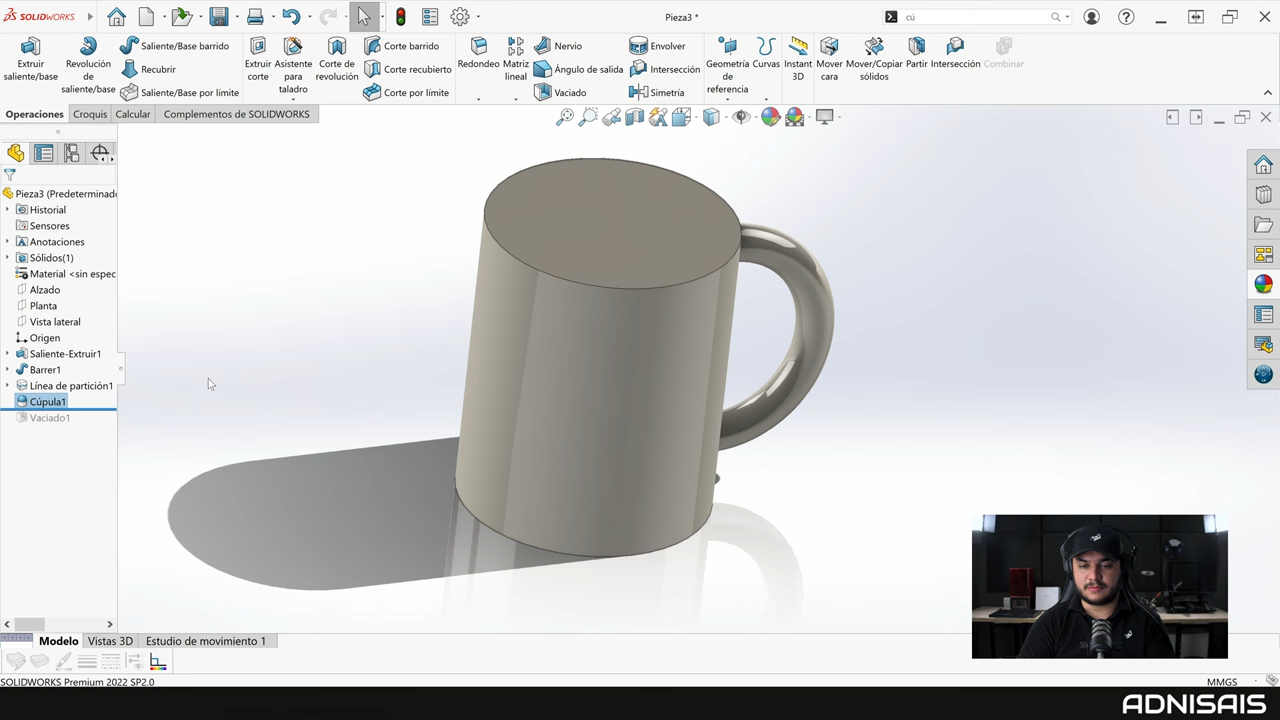 SOLIDWORKS
Pieza3 *
cú
Extruir
saliente/base
Revolución
de
saliente/base
Saliente/Base barrido
Recubrir
Saliente/Base por límite
Extruir
corte
Asistente
para
taladro
Corte de
revolución
Corte barrido
Corte recubierto
Corte por límite
Redondeo
Matriz
lineal
Nervio
Ángulo de salida
Vaciado
Envolver
Intersección
Simetría
Geometría
de
referencia
Curvas
Instant
3D
Mover
cara
Mover/Copiar
sólidos
Partir
Intersección
Combinar
Operaciones
Croquis
Calcular
Complementos de SOLIDWORKS
Pieza3 (Predeterminado
Historial
Sensores
Anotaciones
Sólidos(1)
Material <sin espec
Alzado
Planta
Vista lateral
Origen
Saliente-Extruir1
Barrer1
Línea de partición1
Cúpula1
Vaciado1
Modelo
Vistas 3D
Estudio de movimiento 1
SOLIDWORKS Premium 2022 SP2.0
MMGS
ADNISAIS